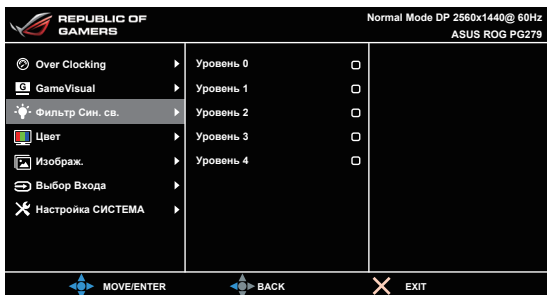 REPUBLIC OF
GAMERS
Normal Mode DP 2560x1440@ 60Hz
ASUS ROG PG279
Over Clocking
G GameVisual
Фильтр Син. св.
Цвет
Изображ.
Выбор Входа
Настройка СИСТЕМА
Уровень 0
Уровень 1
Уровень 2
Уровень 3
Уровень 4
MOVE/ENTER
BACK
EXIT